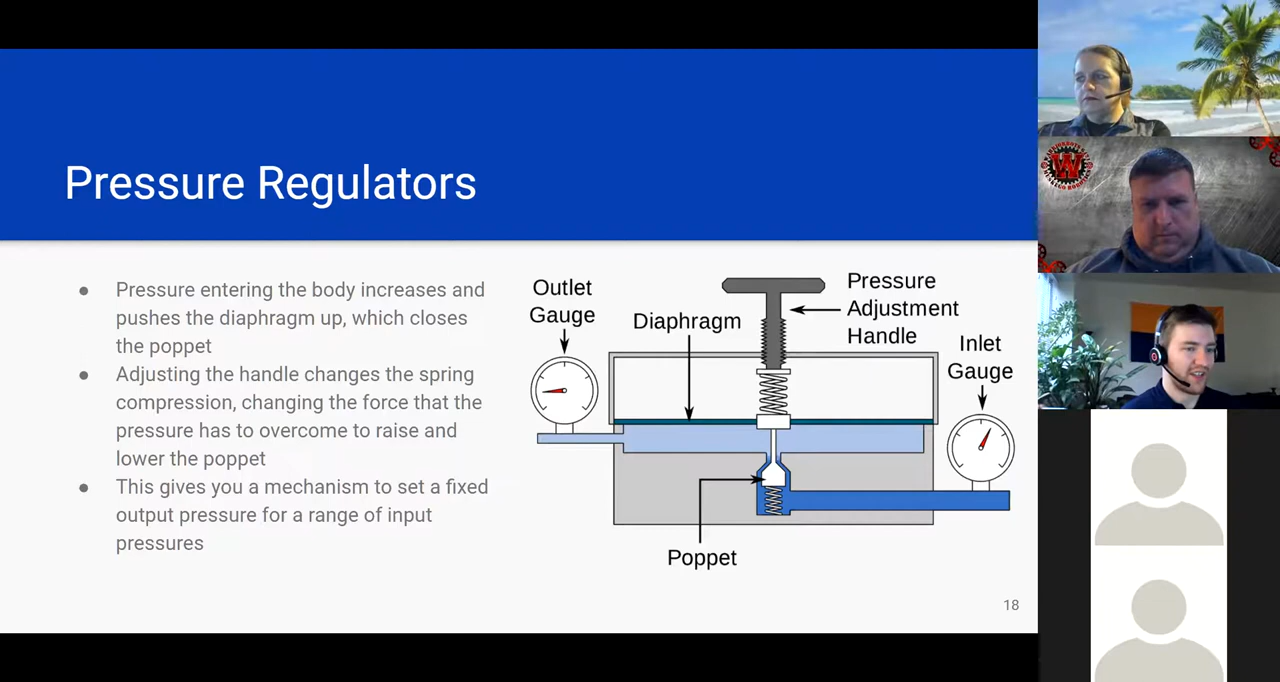 Pressure Regulators
● Pressure entering the body increases and
pushes the diaphragm up, which closes
the poppet
● Adjusting the handle changes the spring
compression, changing the force that the
pressure has to overcome to raise and
lower the poppet
● This gives you a mechanism to set a fixed
output pressure for a range of input
pressures
Outlet
Gauge
Diaphragm
Pressure
Adjustment
Handle
Inlet
Gauge
Poppet
18
W